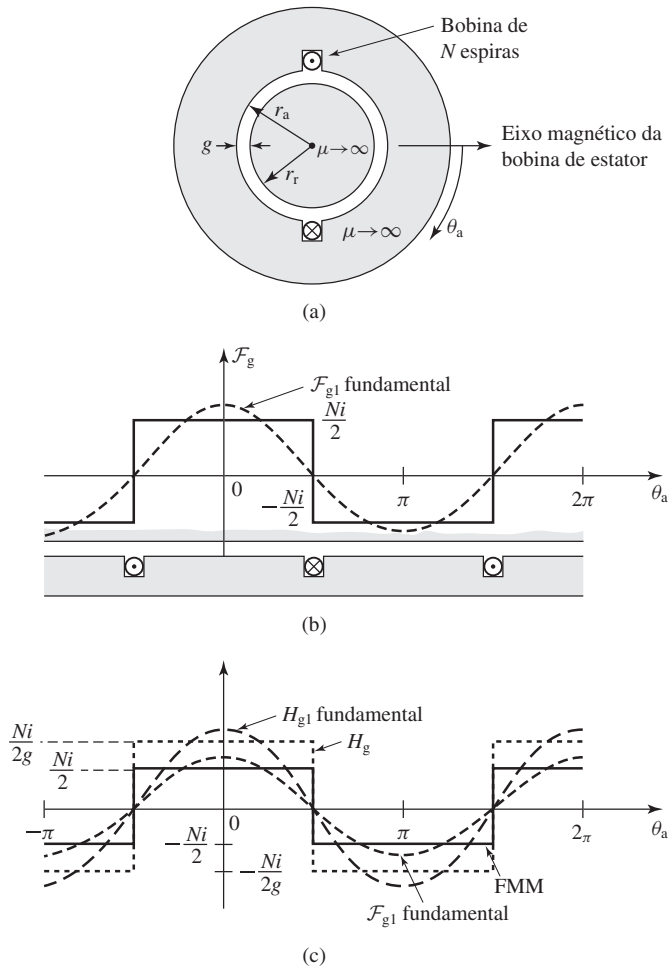 Bobina de
N espiras
r_a
g
μ→∞
r_r
Eixo magnético da
bobina de estator
μ→∞
θ_a
(a)
ℱ_g
ℱ_g1 fundamental
Ni/2
0
−Ni/2
π
2π
θ_a
(b)
H_g1 fundamental
Ni/2g
H_g
Ni/2
−π
0
π
2π
θ_a
−Ni/2
−Ni/2g
FMM
ℱ_g1 fundamental
(c)